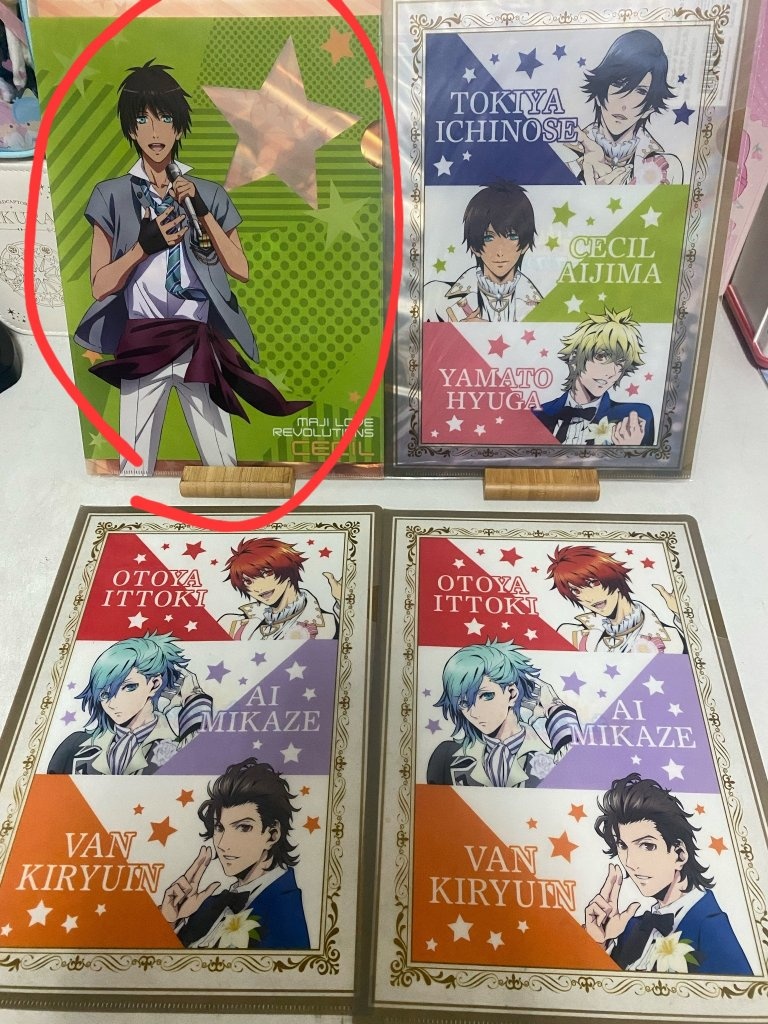 MAJI LOVE
REVOLUTIONS
CECIL
TOKIYA
ICHINOSE
CECIL
AIJIMA
YAMATO
HYUGA
OTOYA
ITTOKI
AI
MIKAZE
VAN
KIRYUIN
OTOYA
ITTOKI
AI
MIKAZE
VAN
KIRYUIN